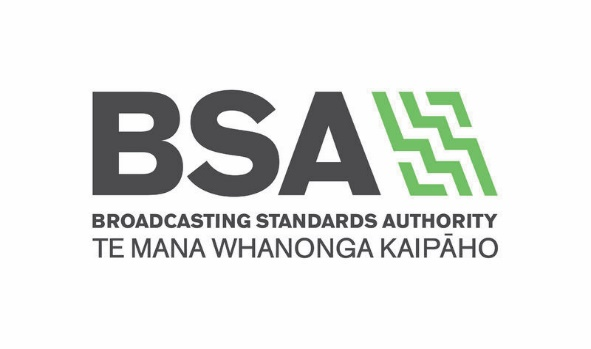 BSA
BROADCASTING STANDARDS AUTHORITY
TE MANA WHANONGA KAIPĀHO